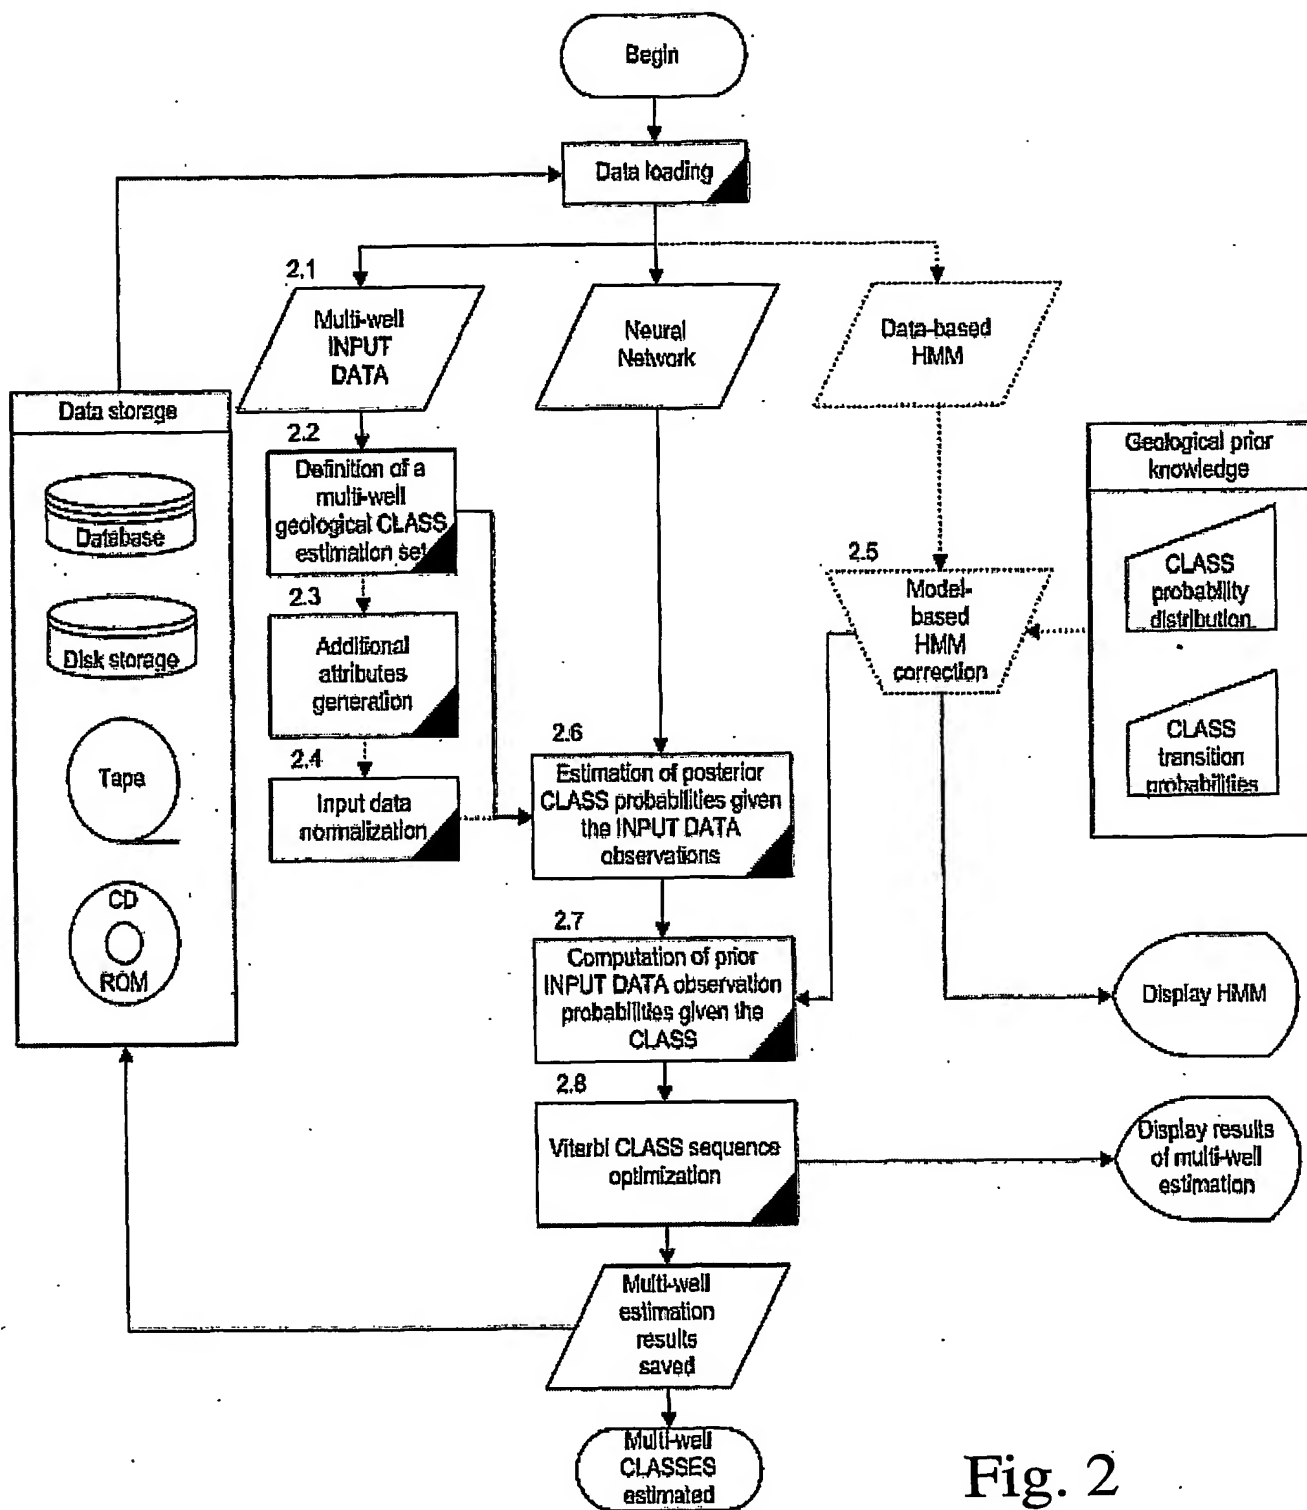 Begin
Data loading
2.1
Multi-well
INPUT
DATA
Neural
Network
Data-based
HMM
Data storage
Database
Disk storage
Tape
CD
ROM
2.2
Definition of a
multi-well
geological CLASS
estimation set
2.3
Additional
attributes
generation
2.4
Input data
normalization
Geological prior
knowledge
CLASS
probability
distribution
CLASS
transition
probabilities
2.5
Model-
based
HMM
correction
2.6
Estimation of posterior
CLASS probabilities given
the INPUT DATA
observations
2.7
Computation of prior
INPUT DATA observation
probabilities given the
CLASS
Display HMM
2.8
Viterbi CLASS sequence
optimization
Display results
of multi-well
estimation
Multi-well
estimation
results
saved
Multi-well
CLASSES
estimated
Fig. 2